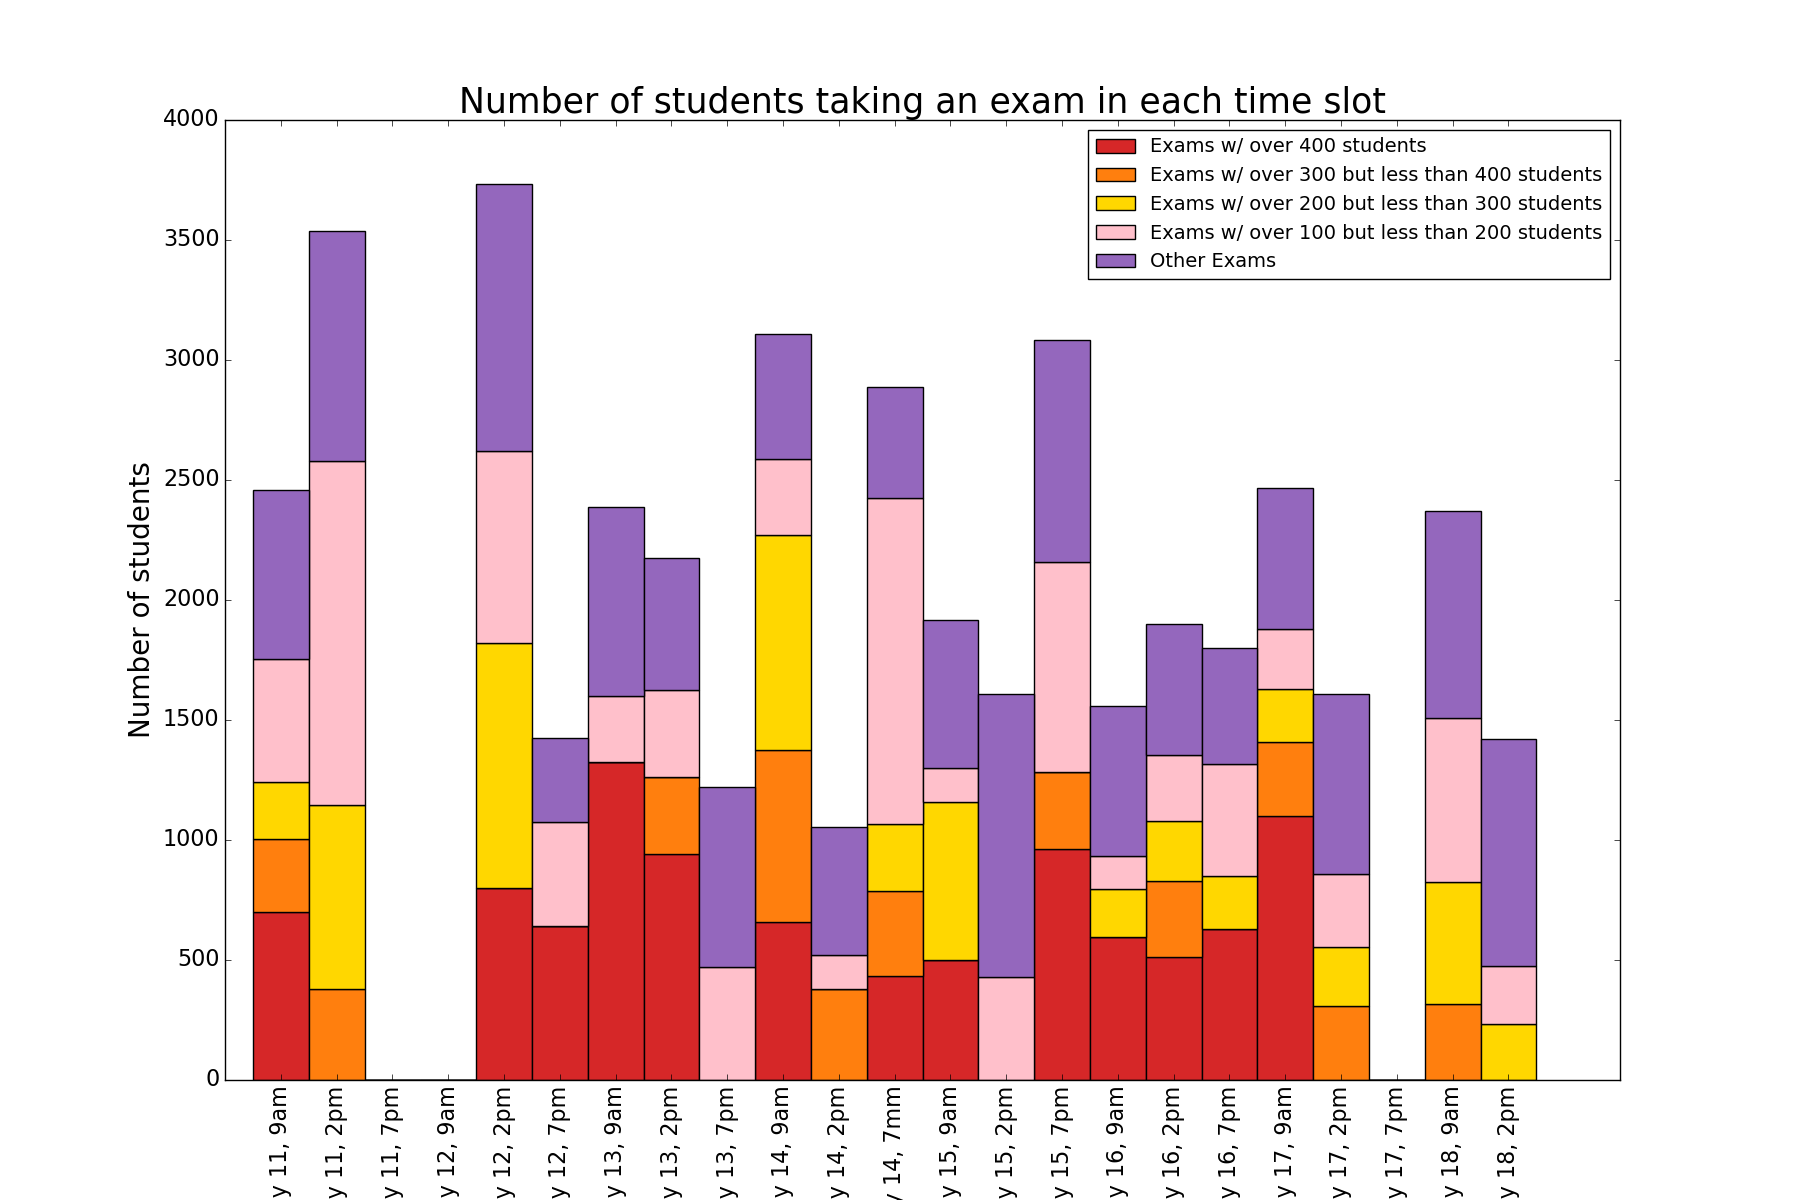 Number of students taking an exam in each time slot
Number of students
4000
3500
3000
2500
2000
1500
1000
500
0
Exams w/ over 400 students
Exams w/ over 300 but less than 400 students
Exams w/ over 200 but less than 300 students
Exams w/ over 100 but less than 200 students
Other Exams
y 11, 9am
y 11, 2pm
y 11, 7pm
y 12, 9am
y 12, 2pm
y 12, 7pm
y 13, 9am
y 13, 2pm
y 13, 7pm
y 14, 9am
y 14, 2pm
y 14, 7mm
y 15, 9am
y 15, 2pm
y 15, 7pm
y 16, 9am
y 16, 2pm
y 16, 7pm
y 17, 9am
y 17, 2pm
y 17, 7pm
y 18, 9am
y 18, 2pm